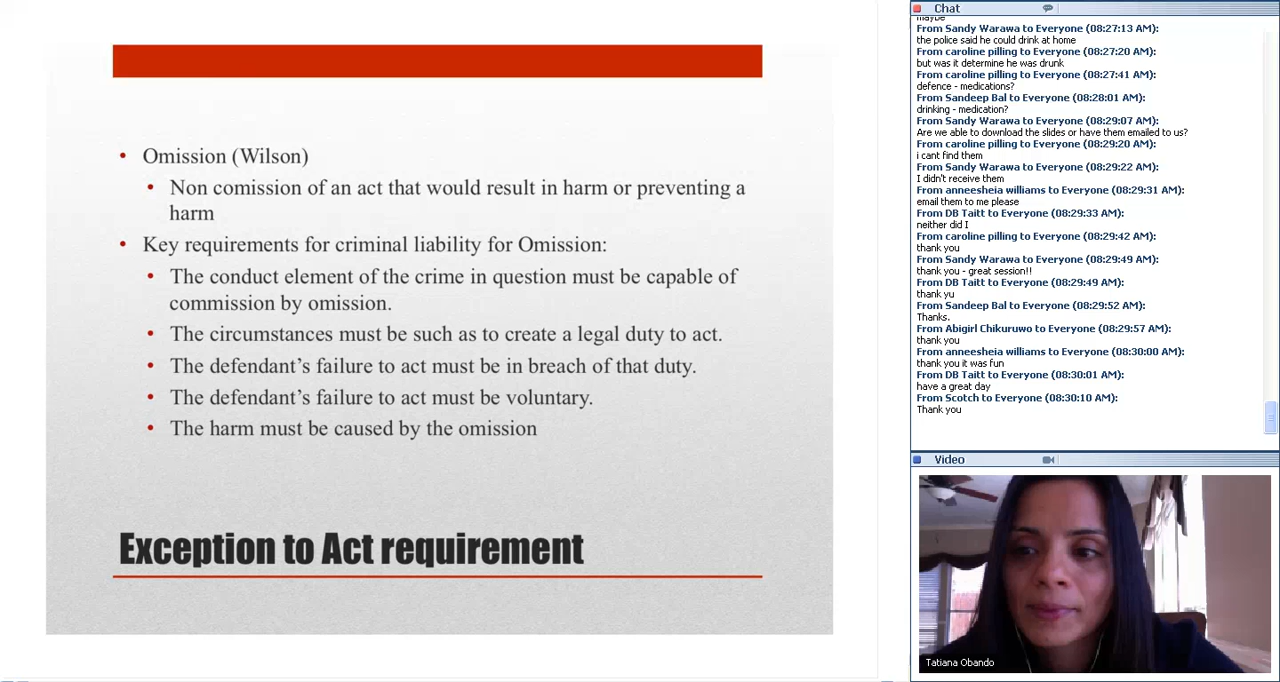 • Omission (Wilson)
• Non comission of an act that would result in harm or preventing a
harm
• Key requirements for criminal liability for Omission:
• The conduct element of the crime in question must be capable of
commission by omission.
• The circumstances must be such as to create a legal duty to act.
• The defendant’s failure to act must be in breach of that duty.
• The defendant’s failure to act must be voluntary.
• The harm must be caused by the omission
Exception to Act requirement
Chat
maybe
From Sandy Warawa to Everyone (08:27:13 AM):
the police said he could drink at home
From caroline pilling to Everyone (08:27:20 AM):
but was it determine he was drunk
From caroline pilling to Everyone (08:27:41 AM):
defence - medications?
From Sandeep Bal to Everyone (08:28:01 AM):
drinking - medication?
From Sandy Warawa to Everyone (08:29:07 AM):
Are we able to download the slides or have them emailed to us?
From caroline pilling to Everyone (08:29:20 AM):
i cant find them
From Sandy Warawa to Everyone (08:29:22 AM):
I didn't receive them
From anneesheia williams to Everyone (08:29:31 AM):
email them to me please
From DB Taitt to Everyone (08:29:33 AM):
neither did I
From caroline pilling to Everyone (08:29:42 AM):
thank you
From Sandy Warawa to Everyone (08:29:49 AM):
thank you - great session!!
From DB Taitt to Everyone (08:29:49 AM):
thank yu
From Sandeep Bal to Everyone (08:29:52 AM):
Thanks.
From Abigirl Chikuruwo to Everyone (08:29:57 AM):
thank you
From anneesheia williams to Everyone (08:30:00 AM):
thank you it was fun
From DB Taitt to Everyone (08:30:01 AM):
have a great day
From Scotch to Everyone (08:30:10 AM):
Thank you
Video
Tatiana Obando